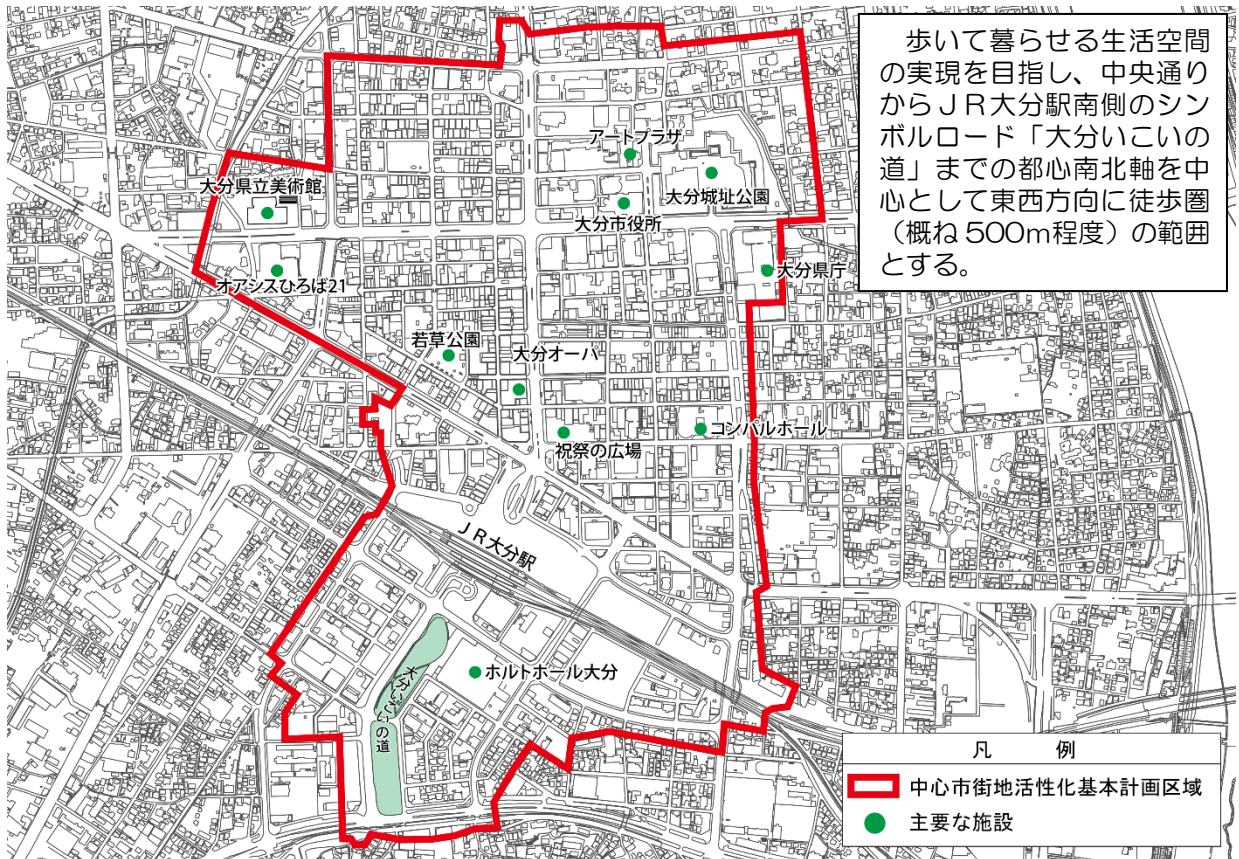 歩いて暮らせる生活空間
の実現を目指し、中央通り
からＪＲ大分駅南側のシン
ボルロード「大分いこいの
道」までの都心南北軸を中
心として東西方向に徒歩圏
（概ね500ｍ程度）の範囲
とする。
アートプラザ
大分城址公園
大分県立美術館
大分市役所
大分県庁
オアシスひろば21
若草公園
大分オーパ
コンパルホール
祝祭の広場
ＪＲ大分駅
ホルトホール大分
大分いこいの道
凡　例
中心市街地活性化基本計画区域
主要な施設